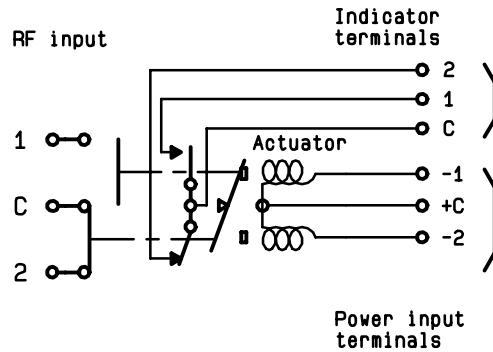 RF input
Indicator
terminals
2
1
C
Actuator
1
C
2
-1
+C
-2
Power input
terminals